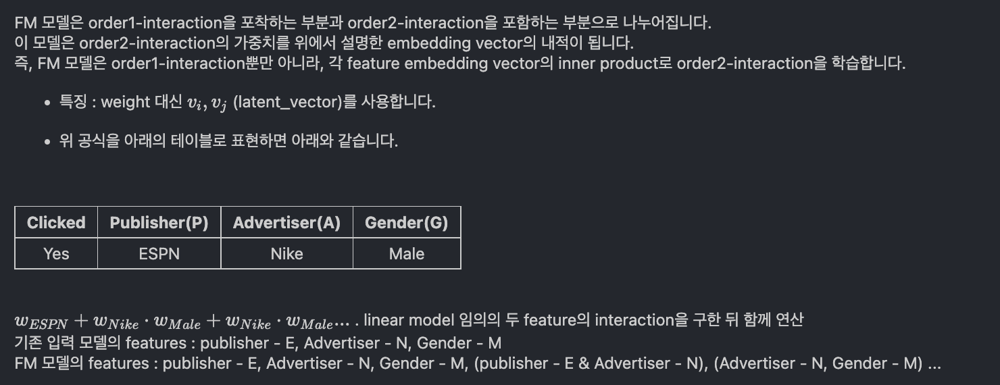 FM 모델은 order1-interaction을 포착하는 부분과 order2-interaction을 포함하는 부분으로 나누어집니다.
이 모델은 order2-interaction의 가중치를 위에서 설명한 embedding vector의 내적이 됩니다.
즉, FM 모델은 order1-interaction뿐만 아니라, 각 feature embedding vector의 inner product로 order2-interaction을 학습합니다.
• 특징 : weight 대신 $v_i, v_j$ (latent_vector)를 사용합니다.
• 위 공식을 아래의 테이블로 표현하면 아래와 같습니다.
Clicked Publisher(P) Advertiser(A) Gender(G)
Yes ESPN Nike Male
$w_{ESPN} + w_{Nike} \cdot w_{Male} + w_{Nike} \cdot w_{Male}$... . linear model 임의의 두 feature의 interaction을 구한 뒤 함께 연산
기존 입력 모델의 features : publisher - E, Advertiser - N, Gender - M
FM 모델의 features : publisher - E, Advertiser - N, Gender - M, (publisher - E & Advertiser - N), (Advertiser - N, Gender - M) ...